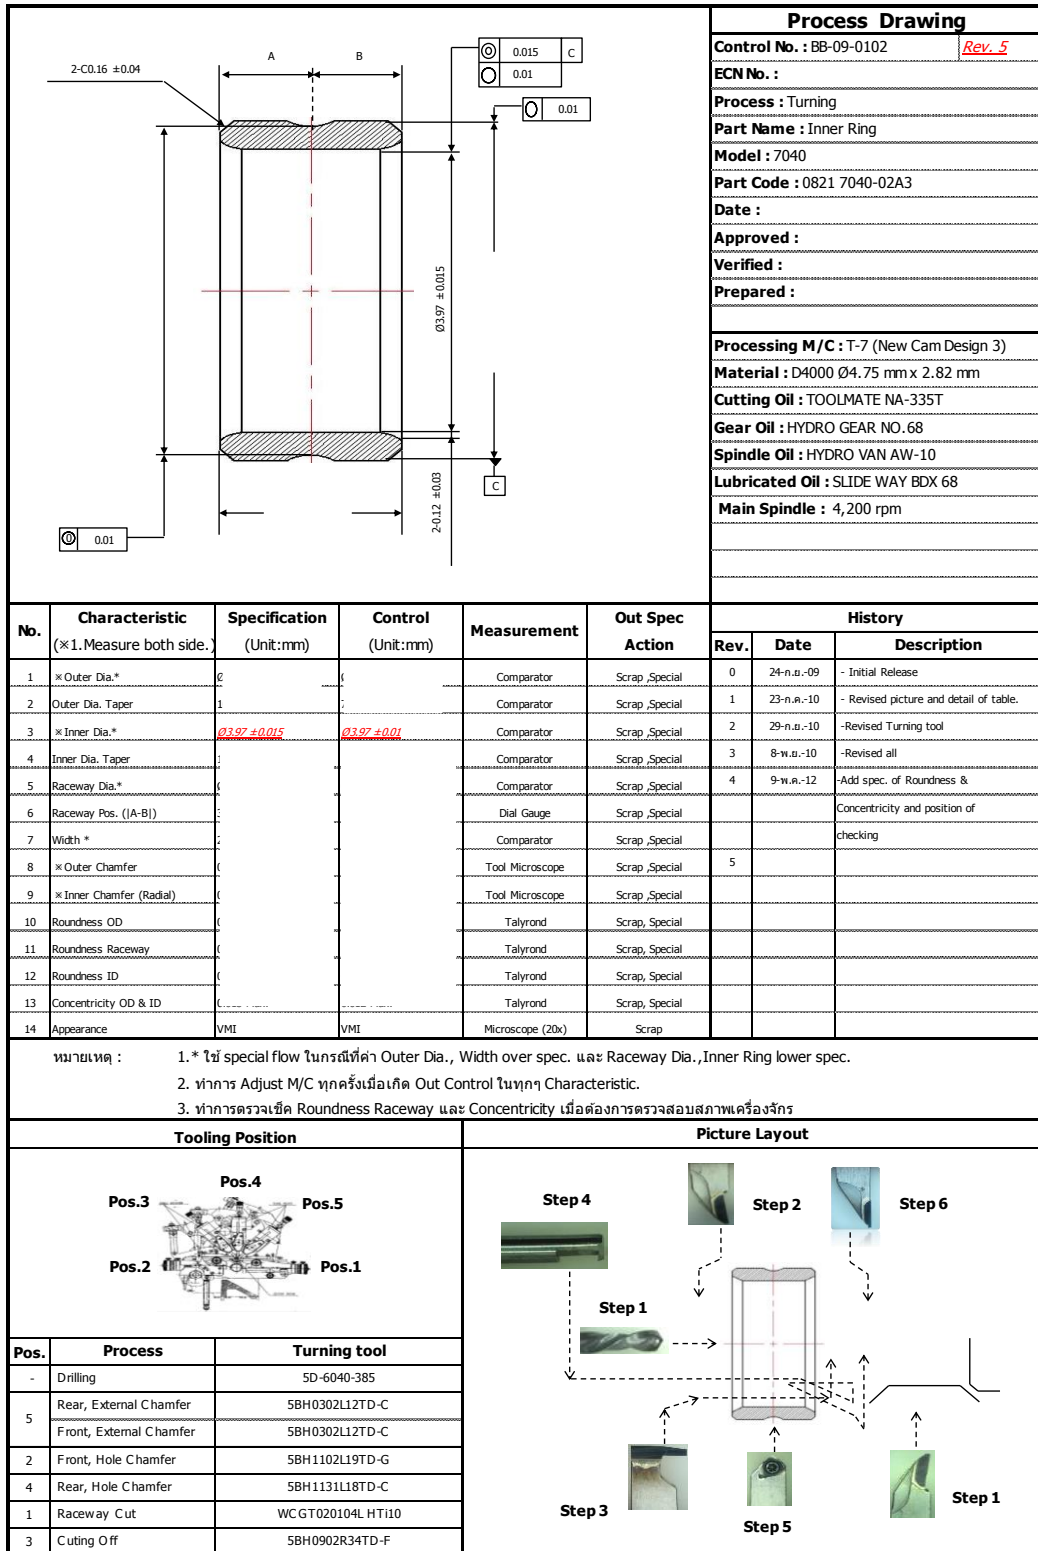 Process Drawing
Control No. : BB-09-0102 Rev. 5
ECN No. :
Process : Turning
Part Name : Inner Ring
Model : 7040
Part Code : 0821 7040-02A3
Date :
Approved :
Verified :
Prepared :
Processing M/C : T-7 (New Cam Design 3)
Material : D4000 Ø4.75 mm x 2.82 mm
Cutting Oil : TOOLMATE NA-335T
Gear Oil : HYDRO GEAR NO.68
Spindle Oil : HYDRO VAN AW-10
Lubricated Oil : SLIDE WAY BDX 68
Main Spindle : 4,200 rpm
2-C0.16 ±0.04
A
B
0.015 C
0.01
0.01
Ø3.97 ±0.015
2-0.12 ±0.03
C
0.01
No. Characteristic (※1.Measure both side.) Specification (Unit:mm) Control (Unit:mm) Measurement Out Spec Action
1 ※Outer Dia.* Comparator Scrap ,Special
2 Outer Dia. Taper 1 Comparator Scrap ,Special
3 ※Inner Dia.* Ø3.97 ±0.015 Ø3.97 ±0.01 Comparator Scrap ,Special
4 Inner Dia. Taper Comparator Scrap ,Special
5 Raceway Dia.* Comparator Scrap ,Special
6 Raceway Pos. (|A-B|) Dial Gauge Scrap ,Special
7 Width * Comparator Scrap ,Special
8 ※Outer Chamfer Tool Microscope Scrap ,Special
9 ※Inner Chamfer (Radial) Tool Microscope Scrap ,Special
10 Roundness OD Talyrond Scrap, Special
11 Roundness Raceway Talyrond Scrap, Special
12 Roundness ID Talyrond Scrap, Special
13 Concentricity OD & ID Talyrond Scrap, Special
14 Appearance VMI VMI Microscope (20x) Scrap
History
Rev. Date Description
0 24-ก.ย.-09 - Initial Release
1 23-ก.ค.-10 - Revised picture and detail of table.
2 29-ก.ย.-10 -Revised Turning tool
3 8-พ.ย.-10 -Revised all
4 9-พ.ค.-12 -Add spec. of Roundness &
Concentricity and position of
checking
5
หมายเหตุ : 1.* ใช้ special flow ในกรณีที่ค่า Outer Dia., Width over spec. และ Raceway Dia.,Inner Ring lower spec.
2. ทำการ Adjust M/C ทุกครั้งเมื่อเกิด Out Control ในทุกๆ Characteristic.
3. ทำการตรวจเช็ค Roundness Raceway และ Concentricity เมื่อต้องการตรวจสอบสภาพเครื่องจักร
Tooling Position
Pos.4
Pos.3
Pos.5
Pos.2
Pos.1
Pos. Process Turning tool
- Drilling 5D-6040-385
5 Rear, External Chamfer 5BH0302L12TD-C
Front, External Chamfer 5BH0302L12TD-C
2 Front, Hole Chamfer 5BH1102L19TD-G
4 Rear, Hole Chamfer 5BH1131L18TD-C
1 Raceway Cut WCGT020104L HTi10
3 Cuting Off 5BH0902R34TD-F
Picture Layout
Step 4
Step 2
Step 6
Step 1
Step 3
Step 5
Step 1